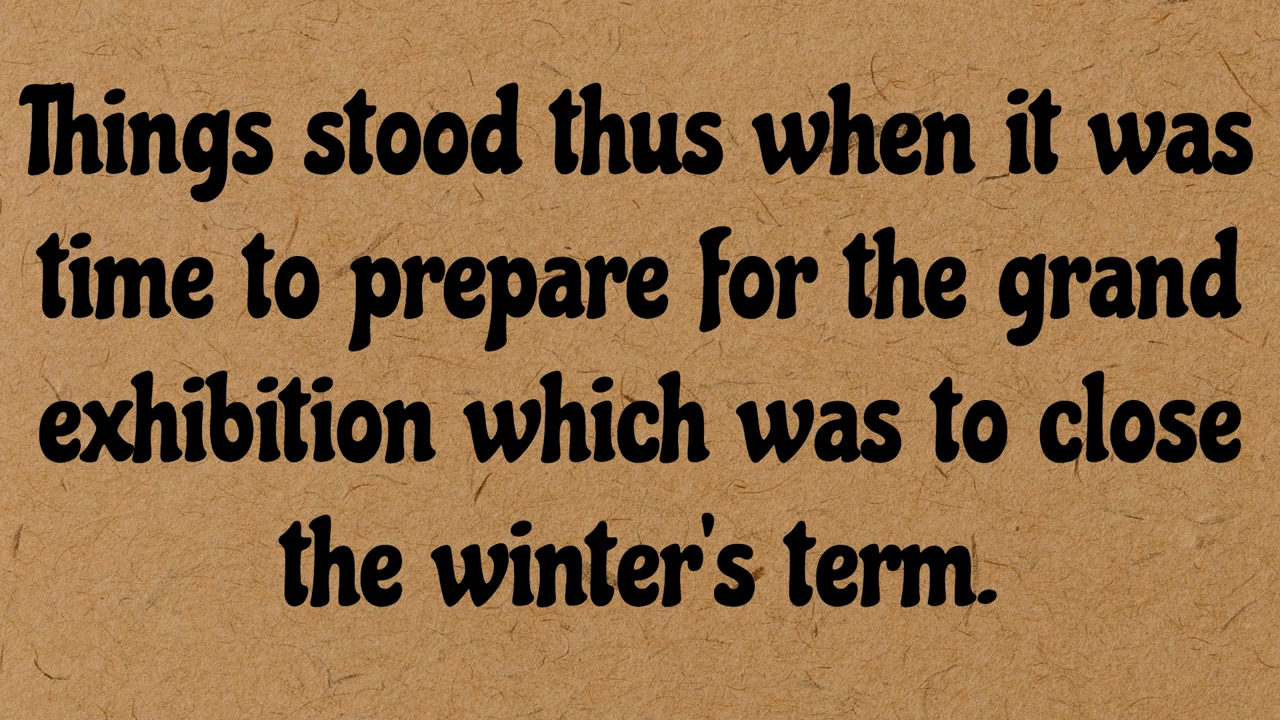 Things stood thus when it was
time to prepare for the grand
exhibition which was to close
the winter's term.